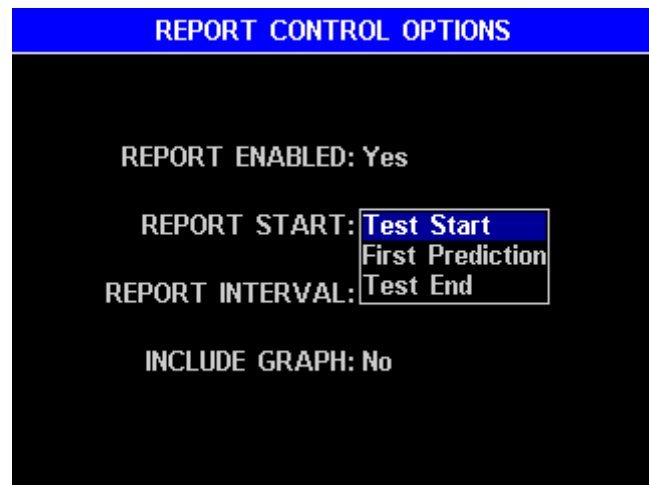 REPORT CONTROL OPTIONS
REPORT ENABLED: Yes
REPORT START: Test Start
First Prediction
REPORT INTERVAL: Test End
INCLUDE GRAPH: No